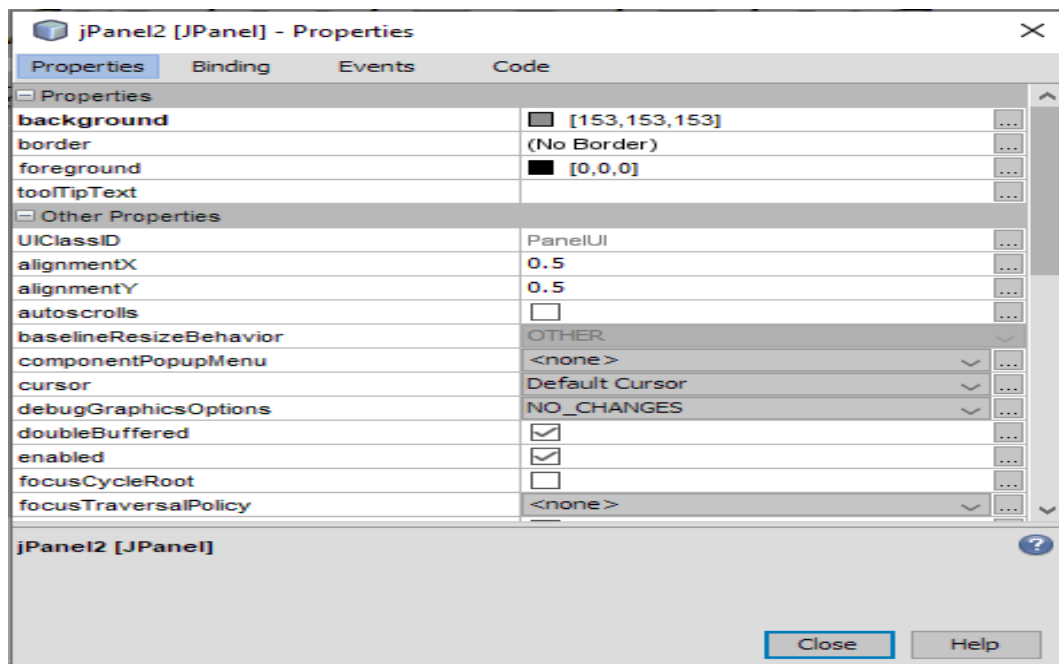 jPanel2 [JPanel] - Properties
Properties Binding Events Code
Properties
background [153,153,153] ...
border (No Border) ...
foreground [0,0,0] ...
toolTipText ...
Other Properties
UIClassID PanelUI ...
alignmentX 0.5 ...
alignmentY 0.5 ...
autoscrolls ...
baselineResizeBehavior OTHER
componentPopupMenu <none> ...
cursor Default Cursor ...
debugGraphicsOptions NO_CHANGES ...
doubleBuffered ...
enabled ...
focusCycleRoot ...
focusTraversalPolicy <none> ...
jPanel2 [JPanel] ?
Close Help